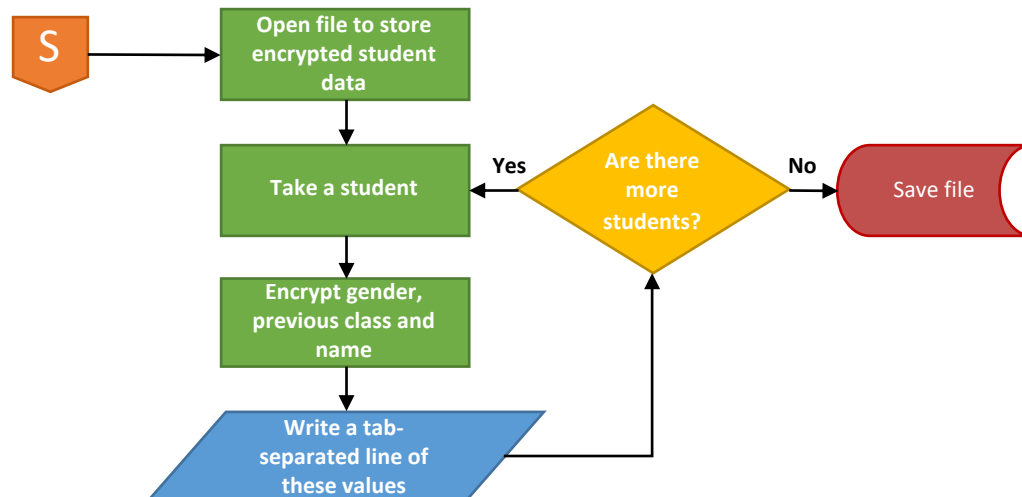 S
Open file to store
encrypted student
data
Take a student
Yes
Are there
more
students?
No
Save file
Encrypt gender,
previous class and
name
Write a tab-
separated line of
these values